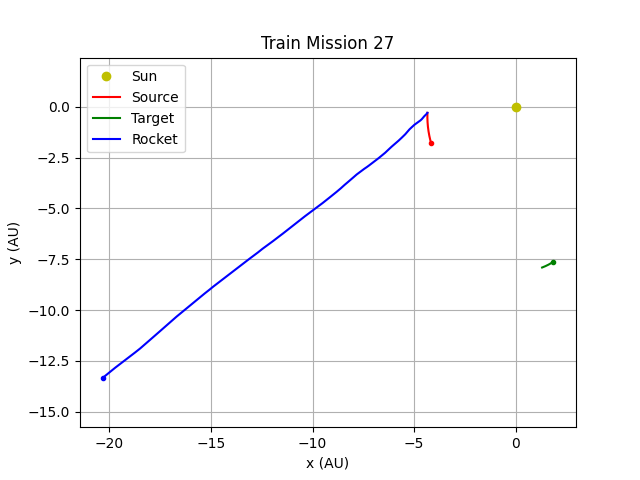 Train Mission 27
Sun
Source
Target
Rocket
0.0
−2.5
−5.0
−7.5
−10.0
−12.5
−15.0
y (AU)
−20
−15
−10
−5
0
x (AU)